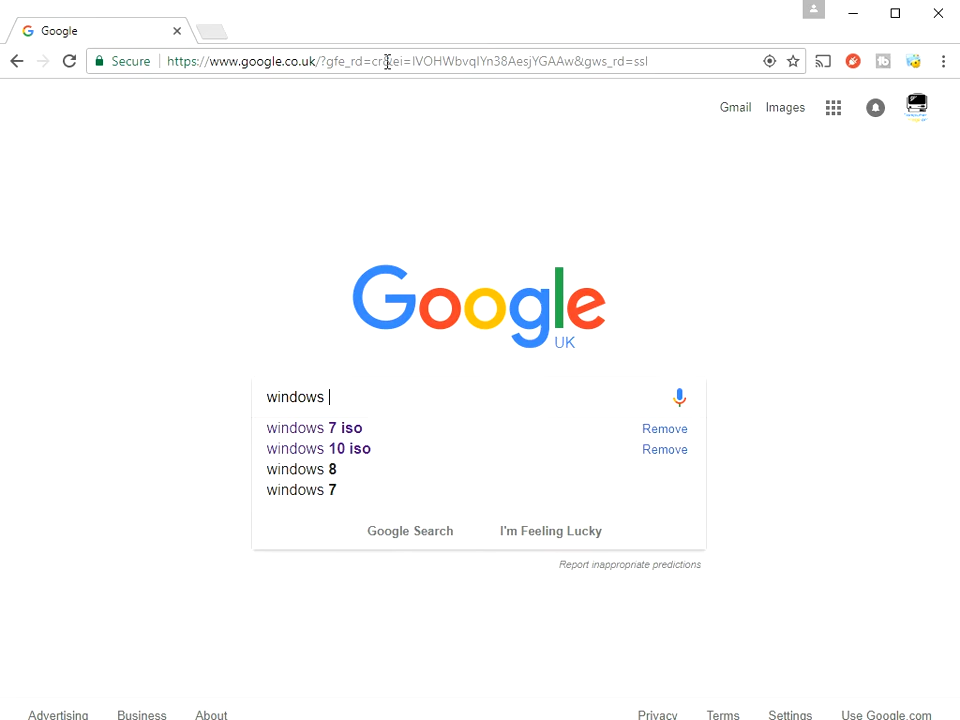 Google
Secure
https://www.google.co.uk/?gfe_rd=cr&ei=IVOHWbvqIYn38AesjYGAAw&gws_rd=ssl
Gmail
Images
Google
UK
windows
windows 7 iso
Remove
windows 10 iso
Remove
windows 8
windows 7
Google Search
I'm Feeling Lucky
Report inappropriate predictions
Advertising
Business
About
Privacy
Terms
Settings
Use Google.com